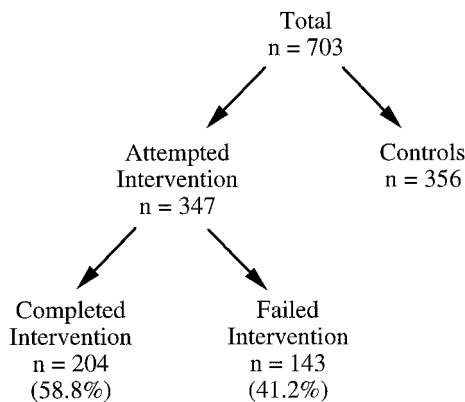 Total
n = 703
Attempted
Intervention
n = 347
Controls
n = 356
Completed
Intervention
n = 204
(58.8%)
Failed
Intervention
n = 143
(41.2%)